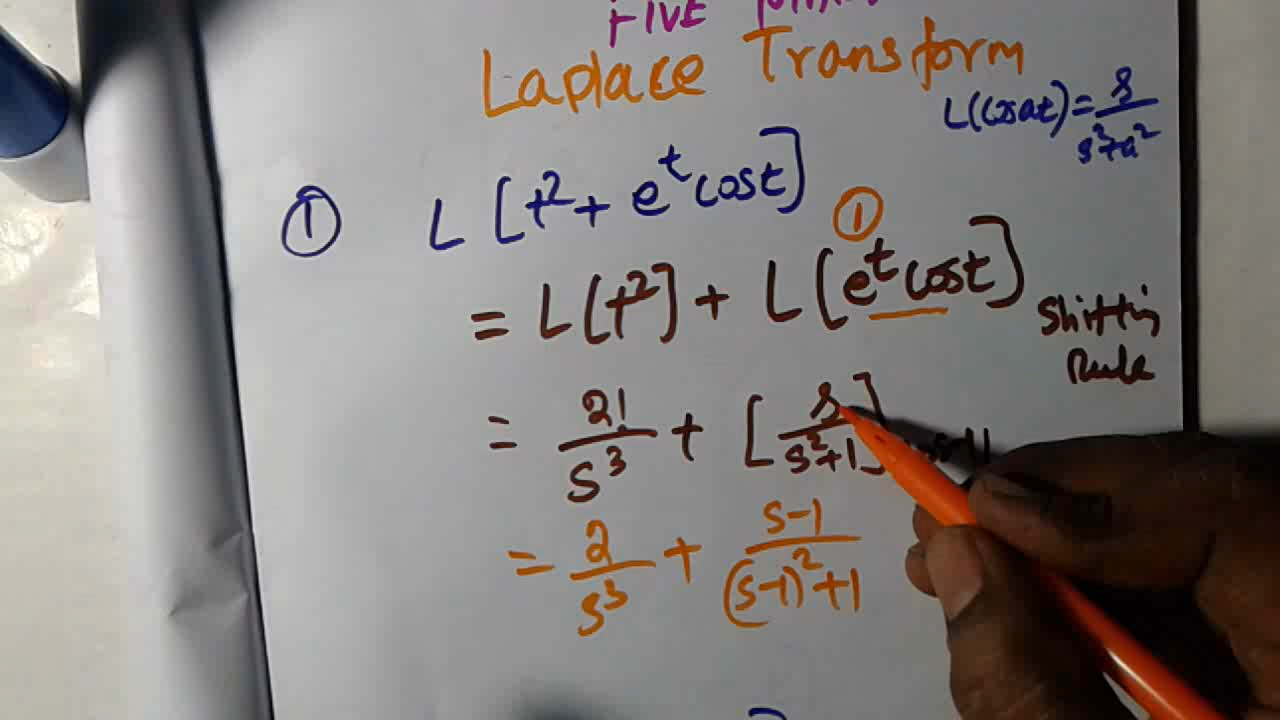 Five
Laplace Transform
L(cosat) = s/(s²+a²)
① L[t² + e^t cost]
①
= L[t²] + L[e^t cost]
Shifting
Rule
= 2!/s³ + [s/(s²+1)]
= 2/s³ + (s-1)/((s-1)²+1)